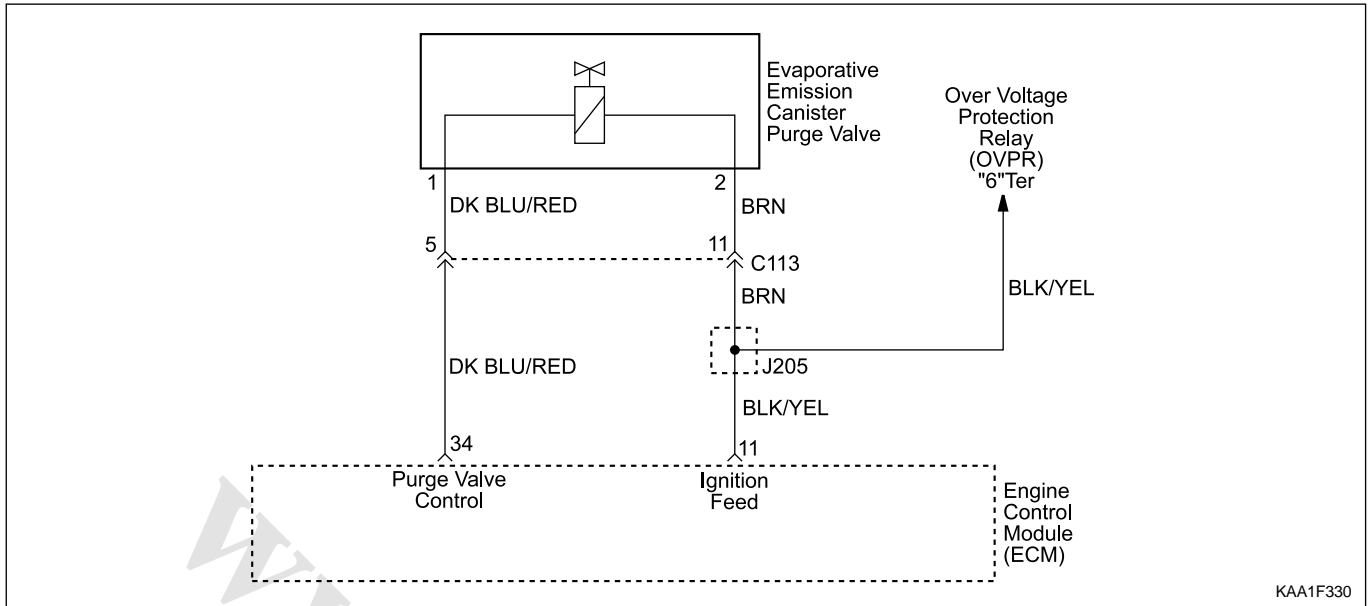 Evaporative
Emission
Canister
Purge Valve
Over Voltage
Protection
Relay
(OVPR)
"6"Ter
1
2
DK BLU/RED
BRN
5
11
C113
BRN
BLK/YEL
DK BLU/RED
J205
BLK/YEL
34
11
Purge Valve
Control
Ignition
Feed
Engine
Control
Module
(ECM)
KAA1F330